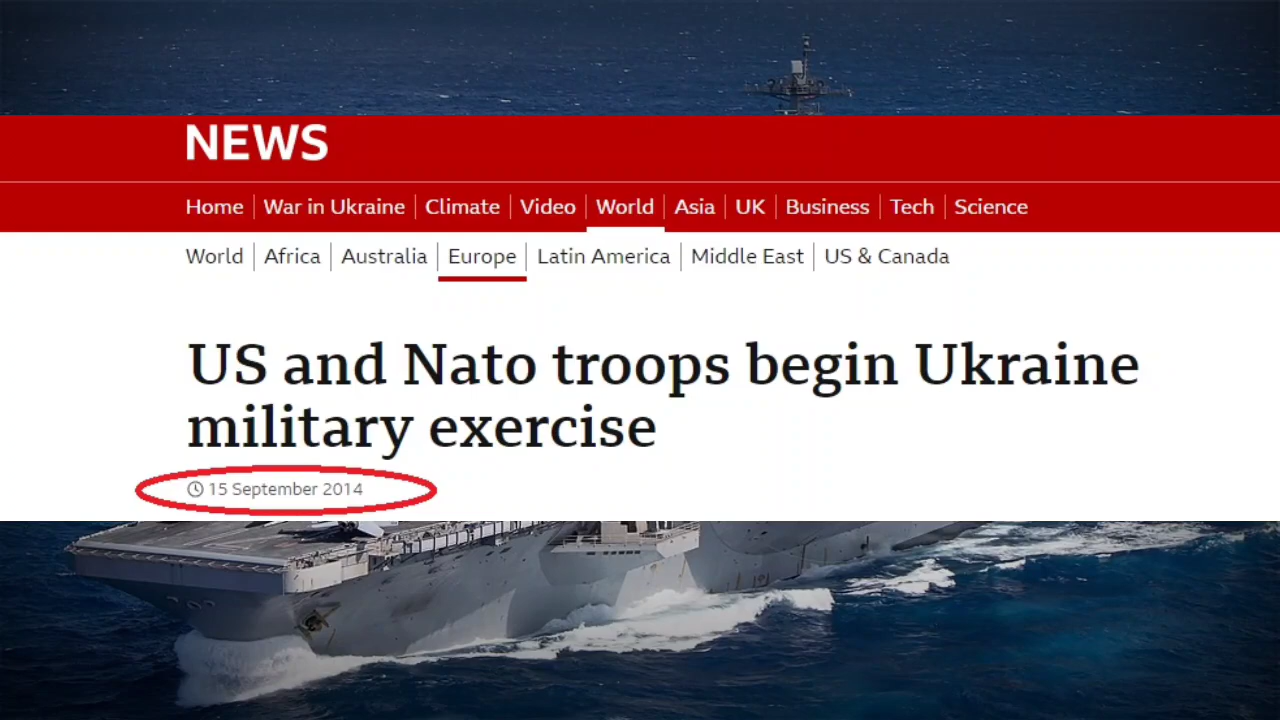 NEWS
Home War in Ukraine Climate Video World Asia UK Business Tech Science
World Africa Australia Europe Latin America Middle East US & Canada
US and Nato troops begin Ukraine
military exercise
15 September 2014